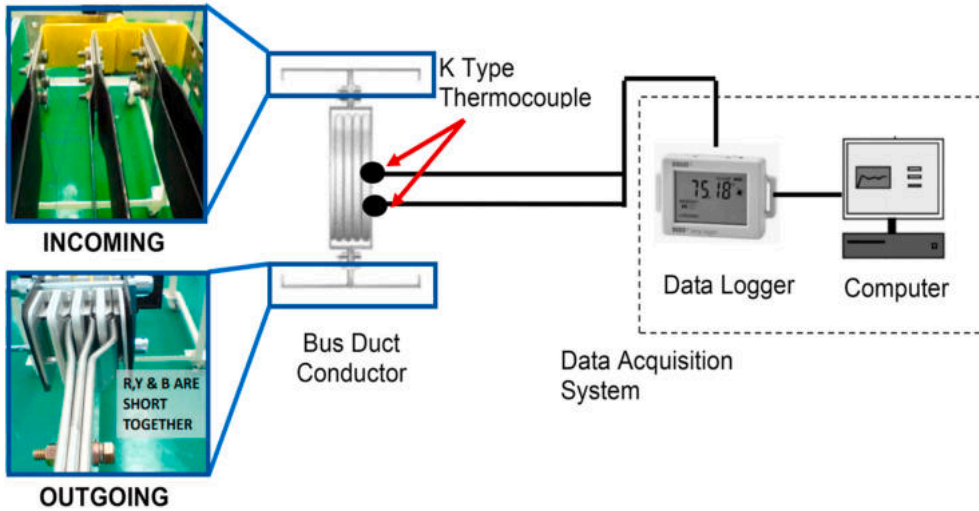 INCOMING
K Type
Thermocouple
75.18
Data Logger
Computer
Bus Duct
Conductor
Data Acquisition
System
R,Y & B ARE
SHORT
TOGETHER
OUTGOING